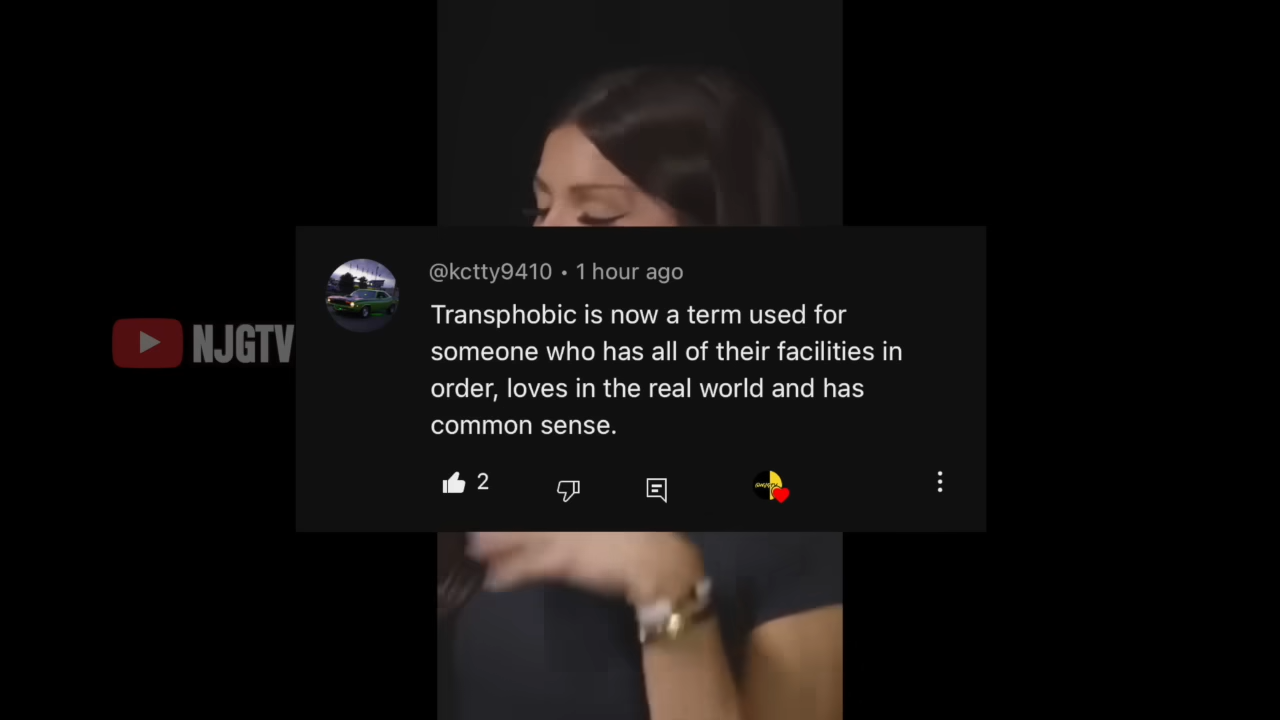 @kctty9410 • 1 hour ago
Transphobic is now a term used for
someone who has all of their facilities in
order, loves in the real world and has
common sense.
NJGTV
2